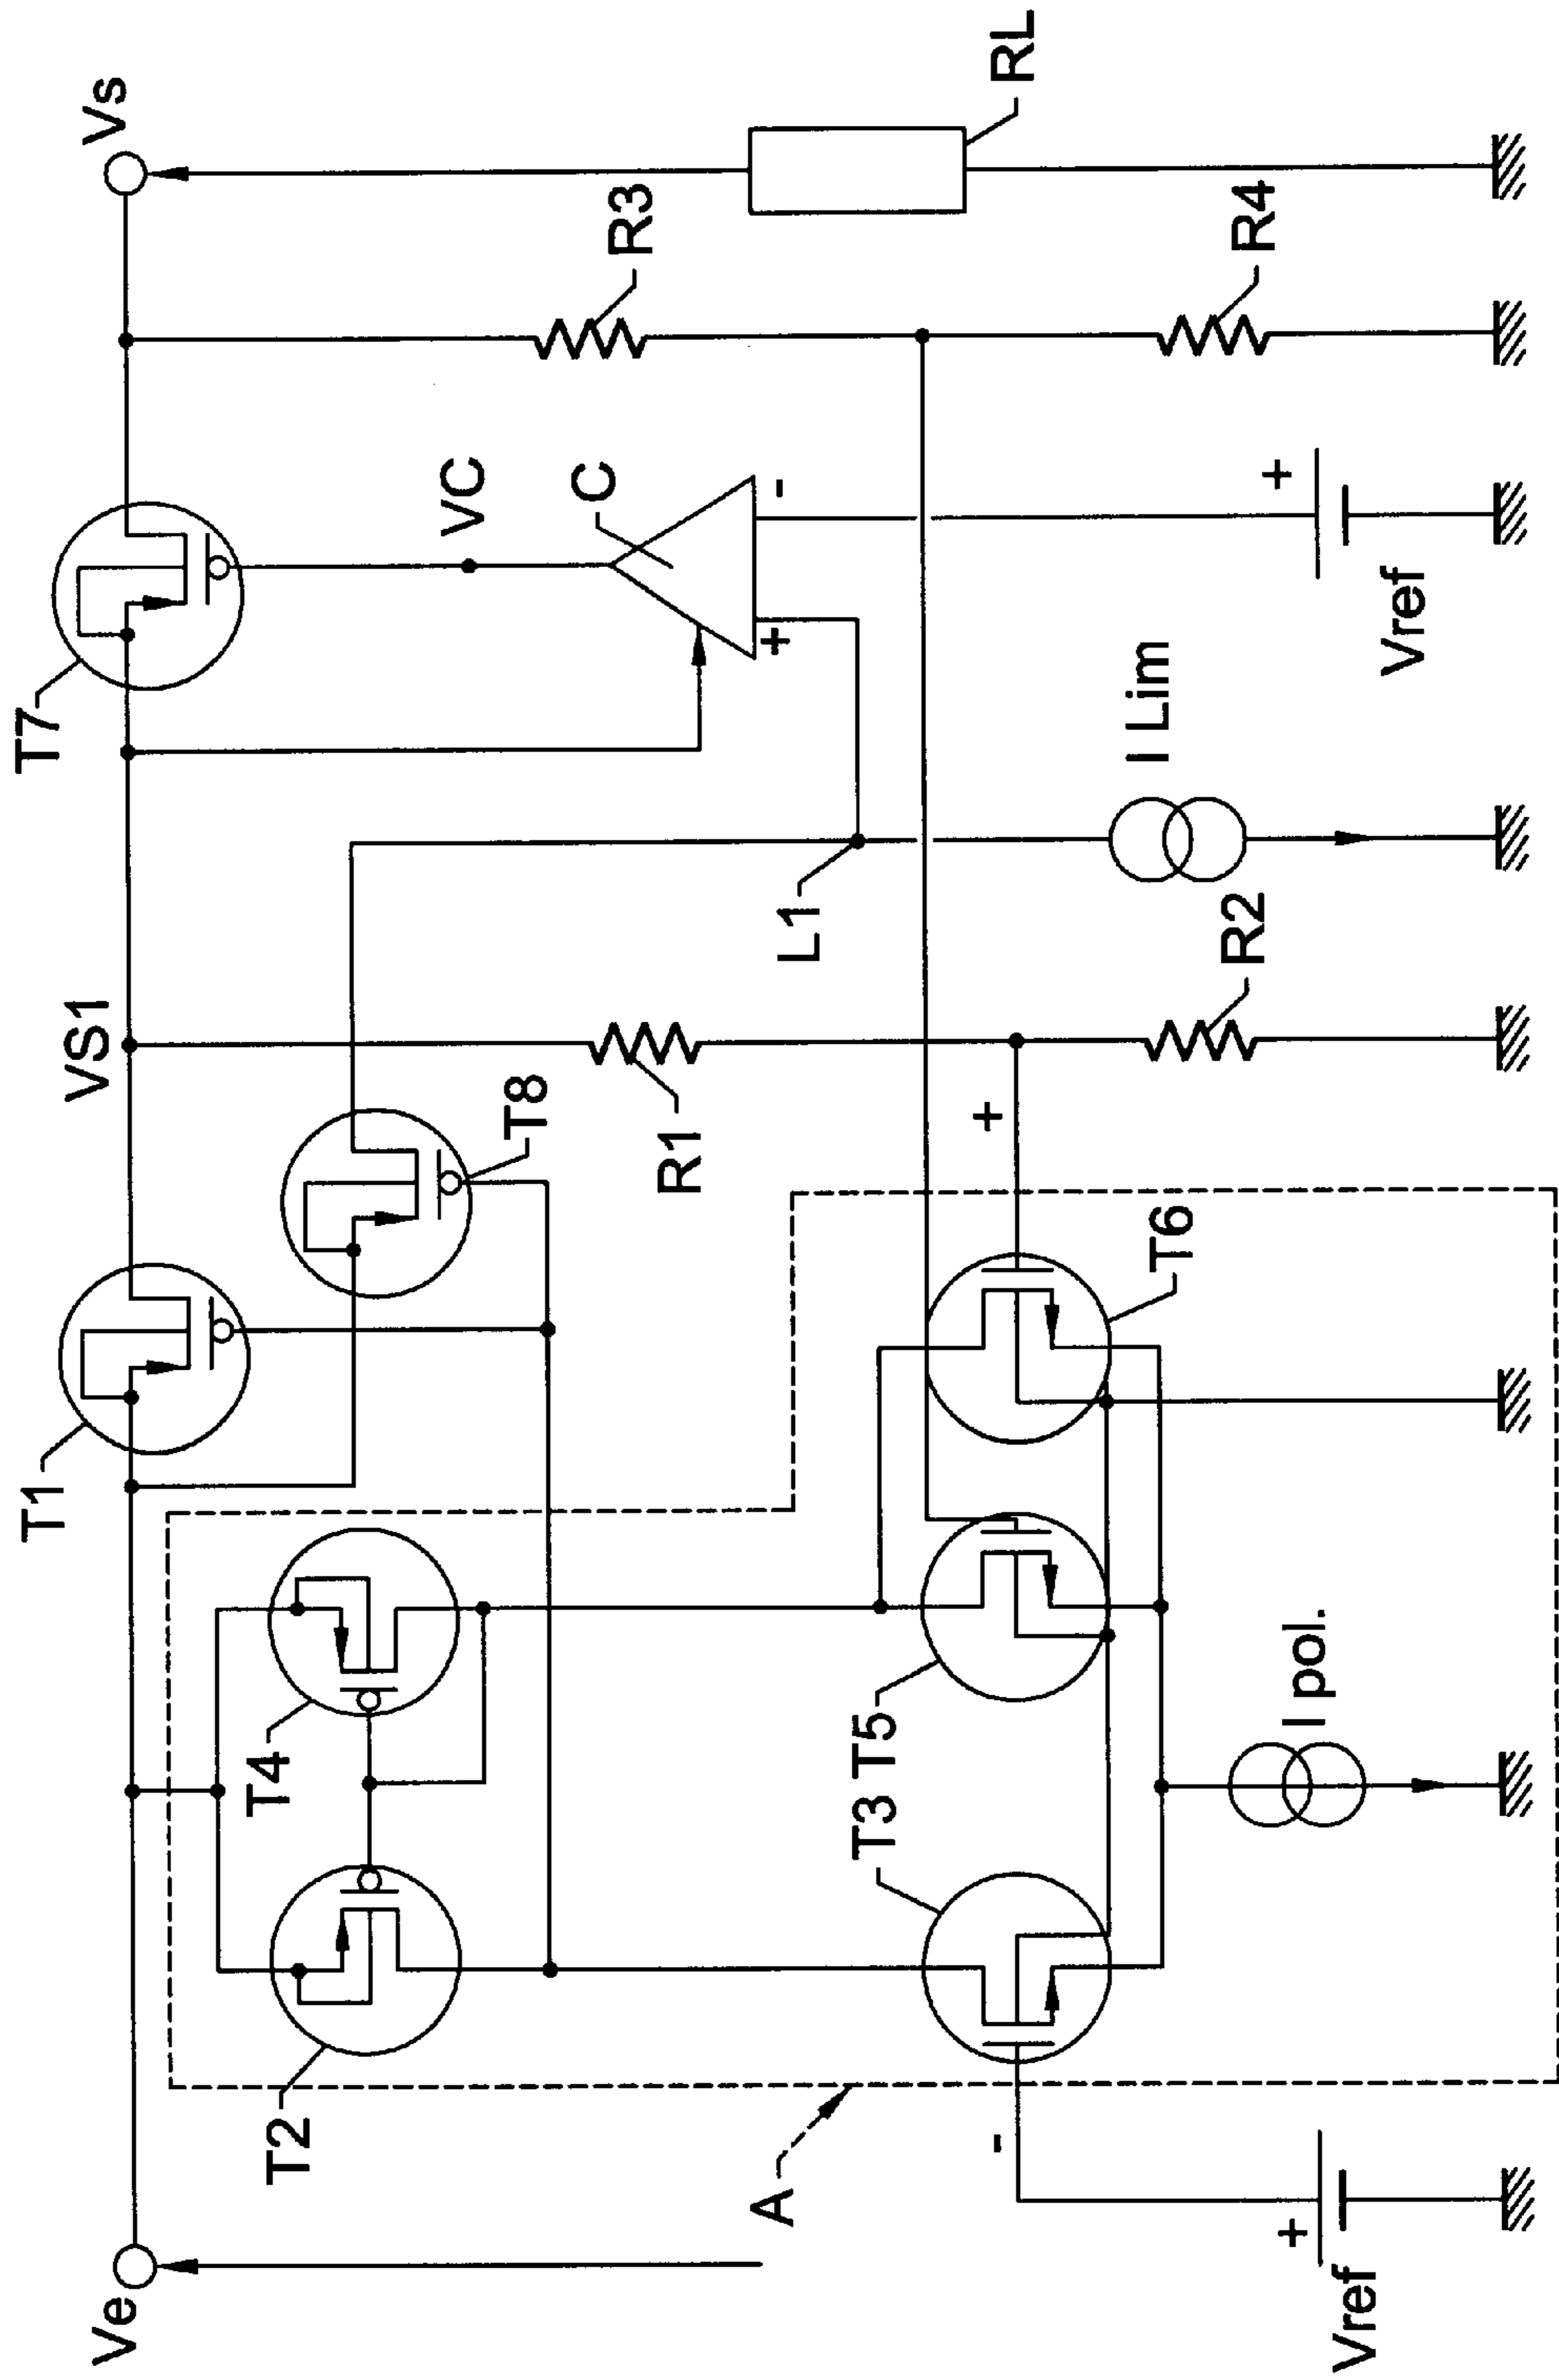 Ve
Vref
+
-
A
T2
T4
T1
T3
T5
I pol.
T6
T8
VS1
R1
+
R2
L1
I Lim
T7
VC
C
+
-
+
Vref
R3
R4
Vs
RL